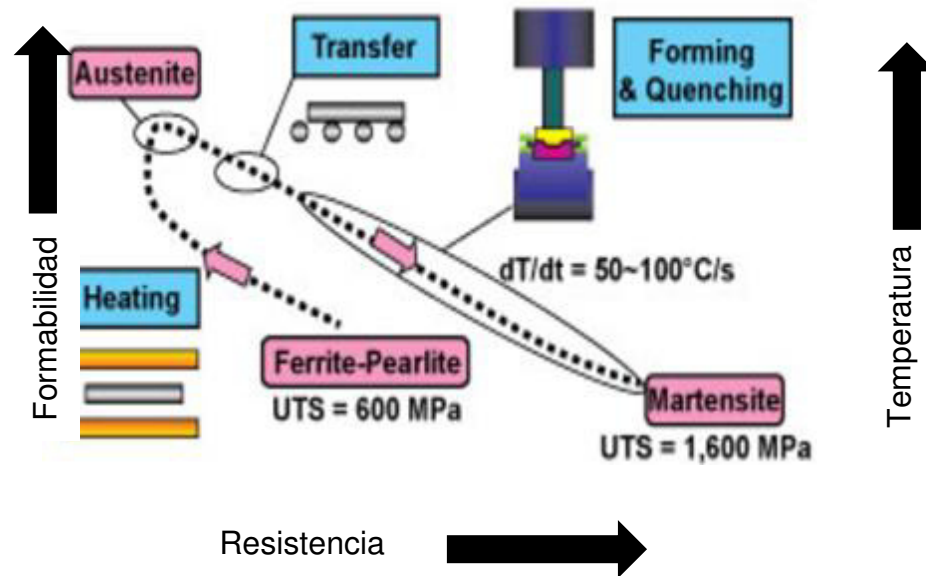 Austenite
Transfer
Forming
& Quenching
Formabilidad
Heating
dT/dt = 50~100°C/s
Temperatura
Ferrite-Pearlite
UTS = 600 MPa
Martensite
UTS = 1,600 MPa
Resistencia